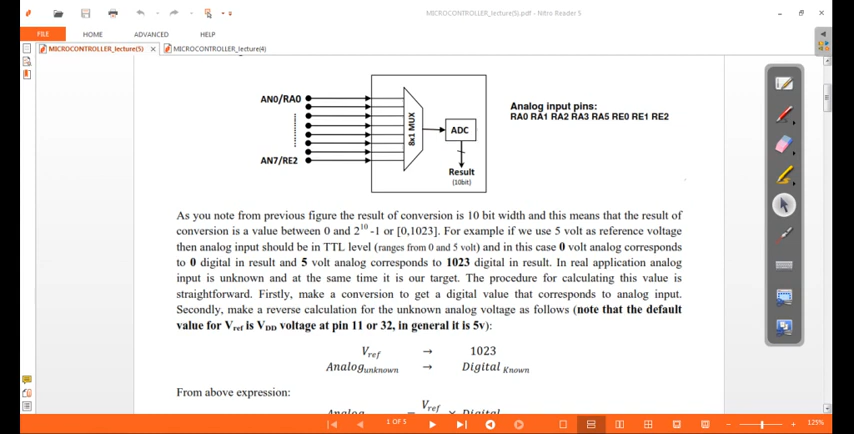 MICROCONTROLLER_lecture(5).pdf - Nitro Reader 5
FILE HOME ADVANCED HELP
MICROCONTROLLER_lecture(5) × MICROCONTROLLER_lecture(4)
AN0/RA0
AN7/RE2
8x1 MUX
ADC
Result
(10bit)
Analog input pins:
RA0 RA1 RA2 RA3 RA5 RE0 RE1 RE2
As you note from previous figure the result of conversion is 10 bit width and this means that the result of
conversion is a value between 0 and 2^10 -1 or [0,1023]. For example if we use 5 volt as reference voltage
then analog input should be in TTL level (ranges from 0 and 5 volt) and in this case 0 volt analog corresponds
to 0 digital in result and 5 volt analog corresponds to 1023 digital in result. In real application analog
input is unknown and at the same time it is our target. The procedure for calculating this value is
straightforward. Firstly, make a conversion to get a digital value that corresponds to analog input.
Secondly, make a reverse calculation for the unknown analog voltage as follows (note that the default
value for Vref is VDD voltage at pin 11 or 32, in general it is 5v):
Vref → 1023
Analog unknown → Digital Known
From above expression:
Vref
Analog = × Digital
1 OF 5
125%